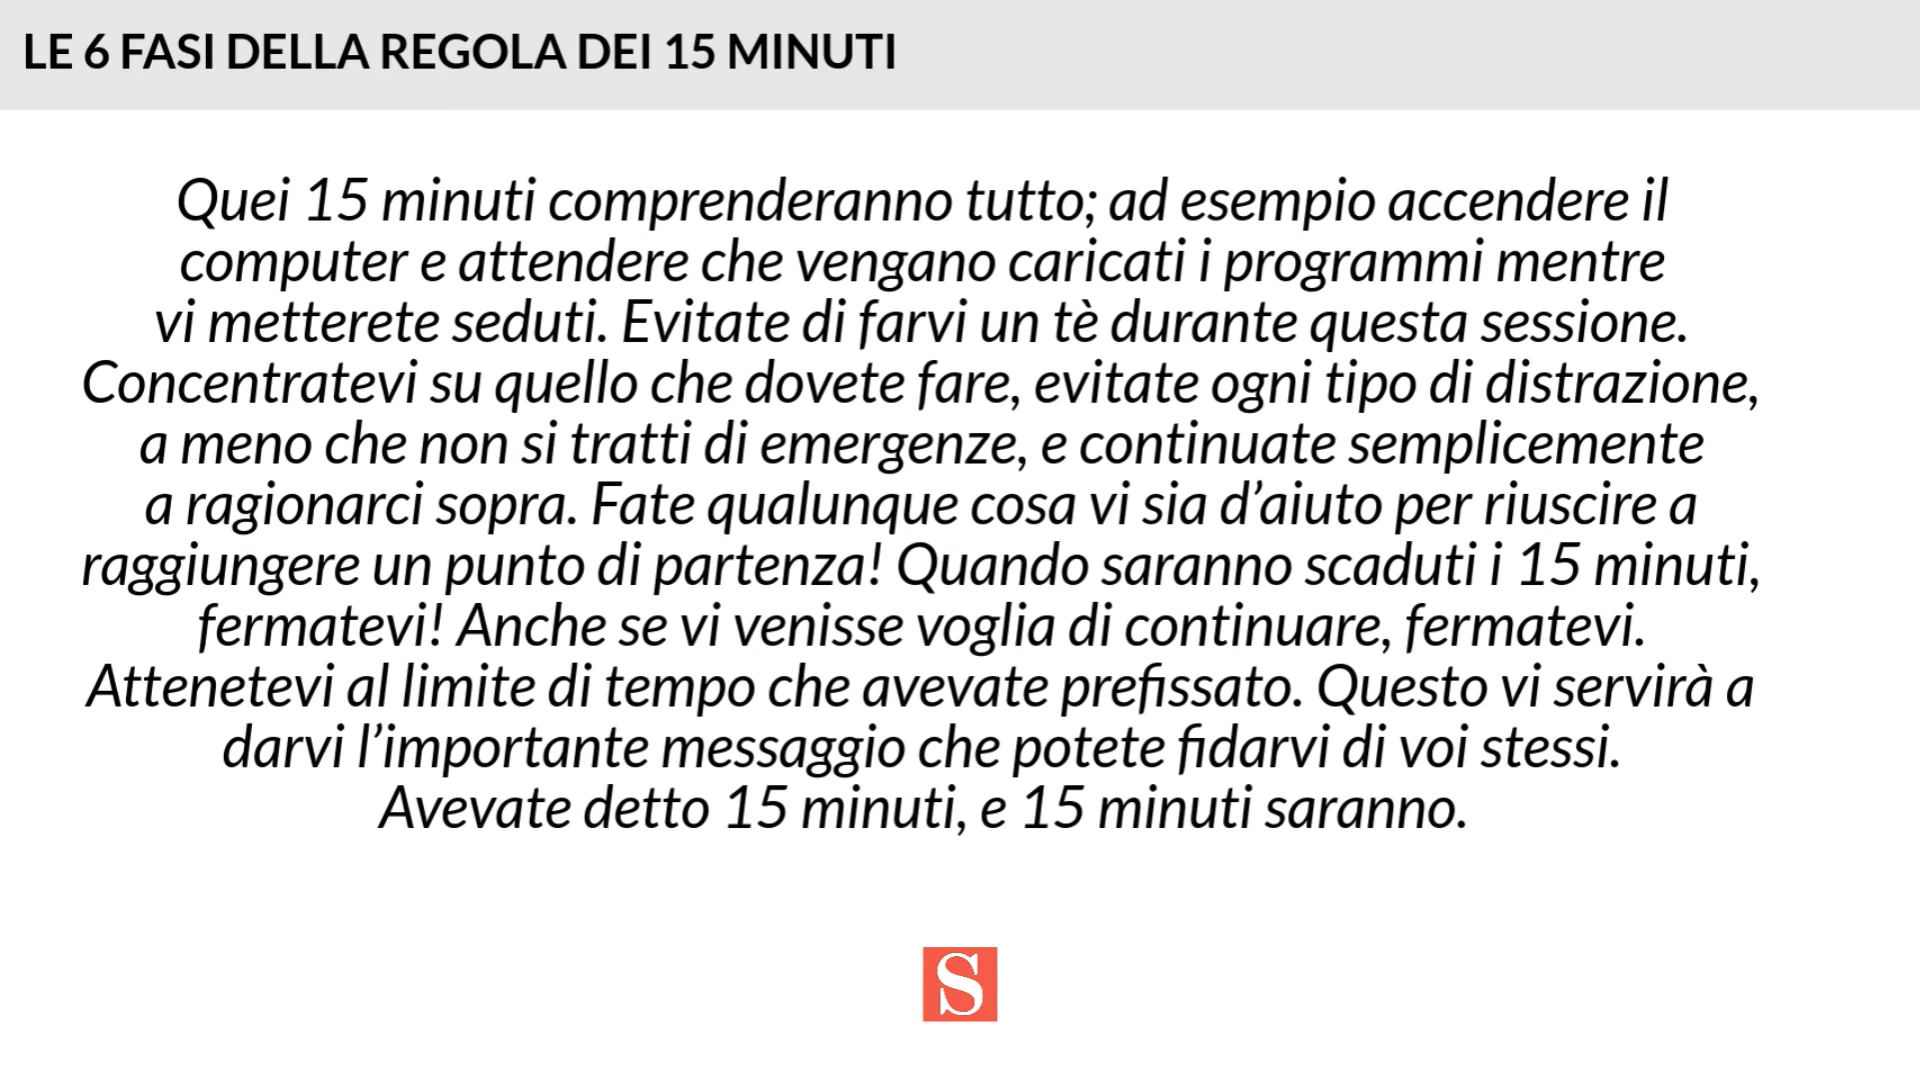 LE 6 FASI DELLA REGOLA DEI 15 MINUTI
Quei 15 minuti comprenderanno tutto; ad esempio accendere il
computer e attendere che vengano caricati i programmi mentre
vi metterete seduti. Evitate di farvi un tè durante questa sessione.
Concentratevi su quello che dovete fare, evitate ogni tipo di distrazione,
a meno che non si tratti di emergenze, e continuate semplicemente
a ragionarci sopra. Fate qualunque cosa vi sia d’aiuto per riuscire a
raggiungere un punto di partenza! Quando saranno scaduti i 15 minuti,
fermatevi! Anche se vi venisse voglia di continuare, fermatevi.
Attenetevi al limite di tempo che avevate prefissato. Questo vi servirà a
darvi l’importante messaggio che potete fidarvi di voi stessi.
Avevate detto 15 minuti, e 15 minuti saranno.
S